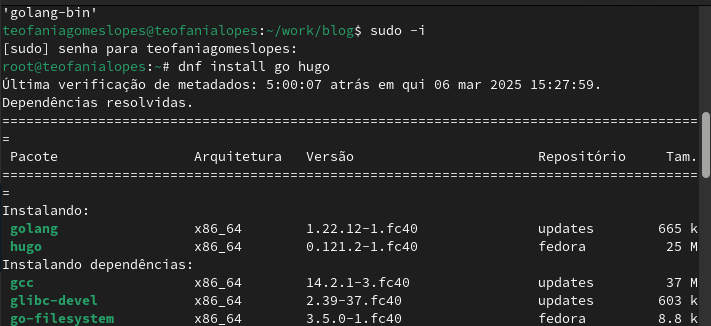 'golang-bin'
teofaniagomeslopes@teofanialopes:~/work/blog$ sudo -i
[sudo] senha para teofaniagomeslopes:
root@teofanialopes:~# dnf install go hugo
Última verificação de metadados: 5:00:07 atrás em qui 06 mar 2025 15:27:59.
Dependências resolvidas.
=======================================================================================
=
Pacote Arquitetura Versão Repositório Tam.
=======================================================================================
=
Instalando:
golang x86_64 1.22.12-1.fc40 updates 665 k
hugo x86_64 0.121.2-1.fc40 fedora 25 M
Instalando dependências:
gcc x86_64 14.2.1-3.fc40 updates 37 M
glibc-devel x86_64 2.39-37.fc40 updates 603 k
go-filesystem x86_64 3.5.0-1.fc40 fedora 8.8 k